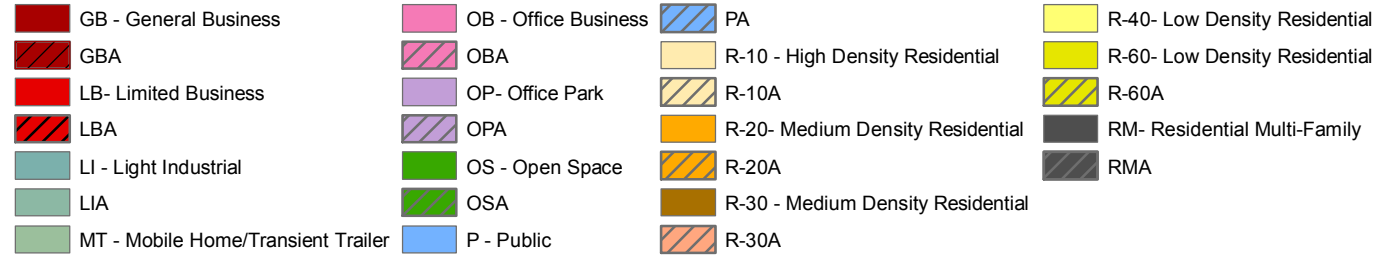 GB - General Business
GBA
LB- Limited Business
LBA
LI - Light Industrial
LIA
MT - Mobile Home/Transient Trailer
OB - Office Business
OBA
OP- Office Park
OPA
OS - Open Space
OSA
P - Public
PA
R-10 - High Density Residential
R-10A
R-20- Medium Density Residential
R-20A
R-30 - Medium Density Residential
R-30A
R-40- Low Density Residential
R-60- Low Density Residential
R-60A
RM- Residential Multi-Family
RMA